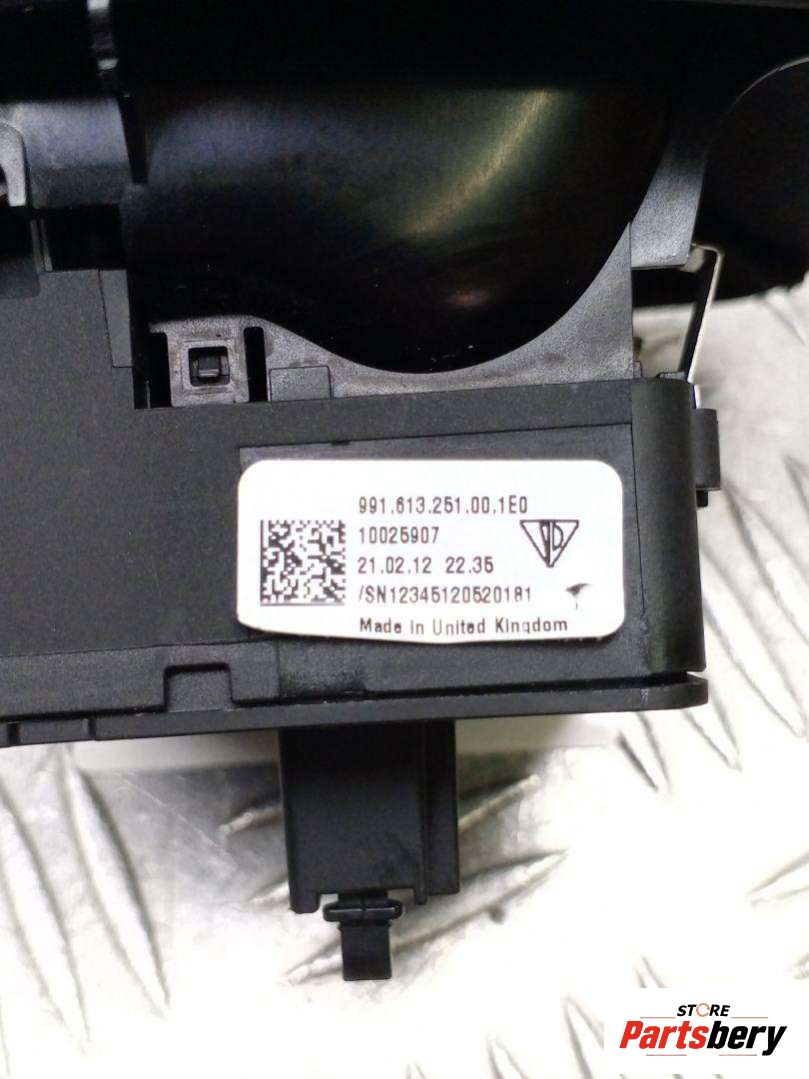 991.613.251.00.1E0
10025907
21.02.12 22.35
/SN12345120520181
Made in United Kingdom
STORE
Partsbery